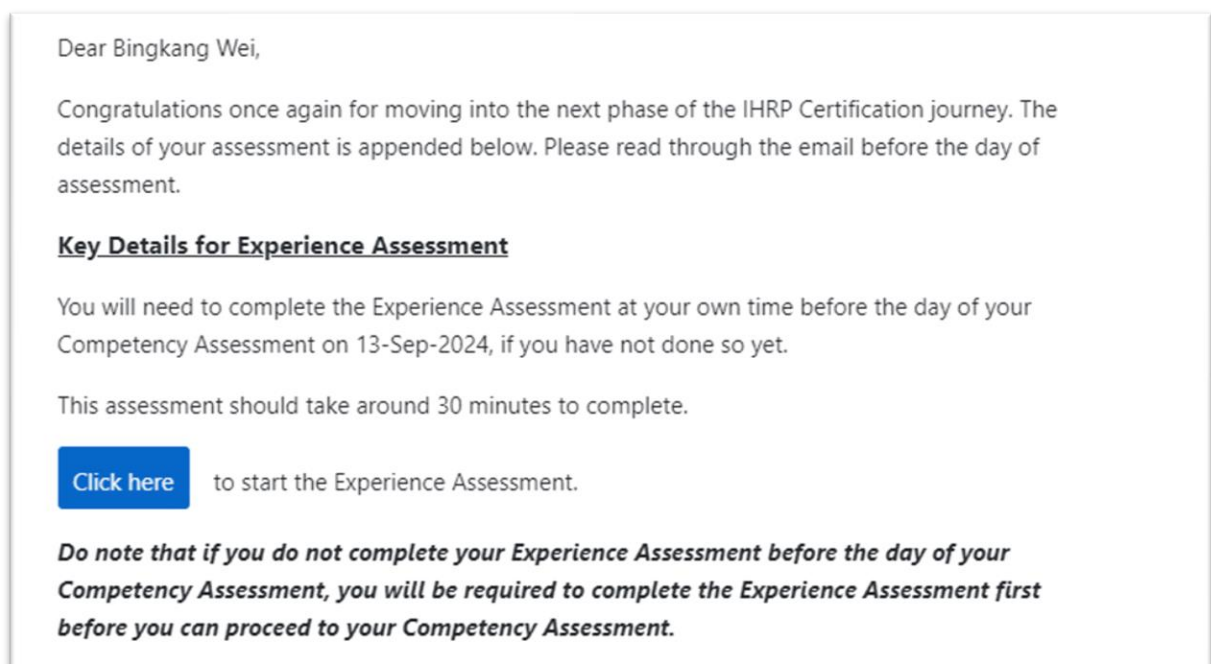 Dear Bingkang Wei,
Congratulations once again for moving into the next phase of the IHRP Certification journey. The
details of your assessment is appended below. Please read through the email before the day of
assessment.
Key Details for Experience Assessment
You will need to complete the Experience Assessment at your own time before the day of your
Competency Assessment on 13-Sep-2024, if you have not done so yet.
This assessment should take around 30 minutes to complete.
Click here to start the Experience Assessment.
Do note that if you do not complete your Experience Assessment before the day of your
Competency Assessment, you will be required to complete the Experience Assessment first
before you can proceed to your Competency Assessment.